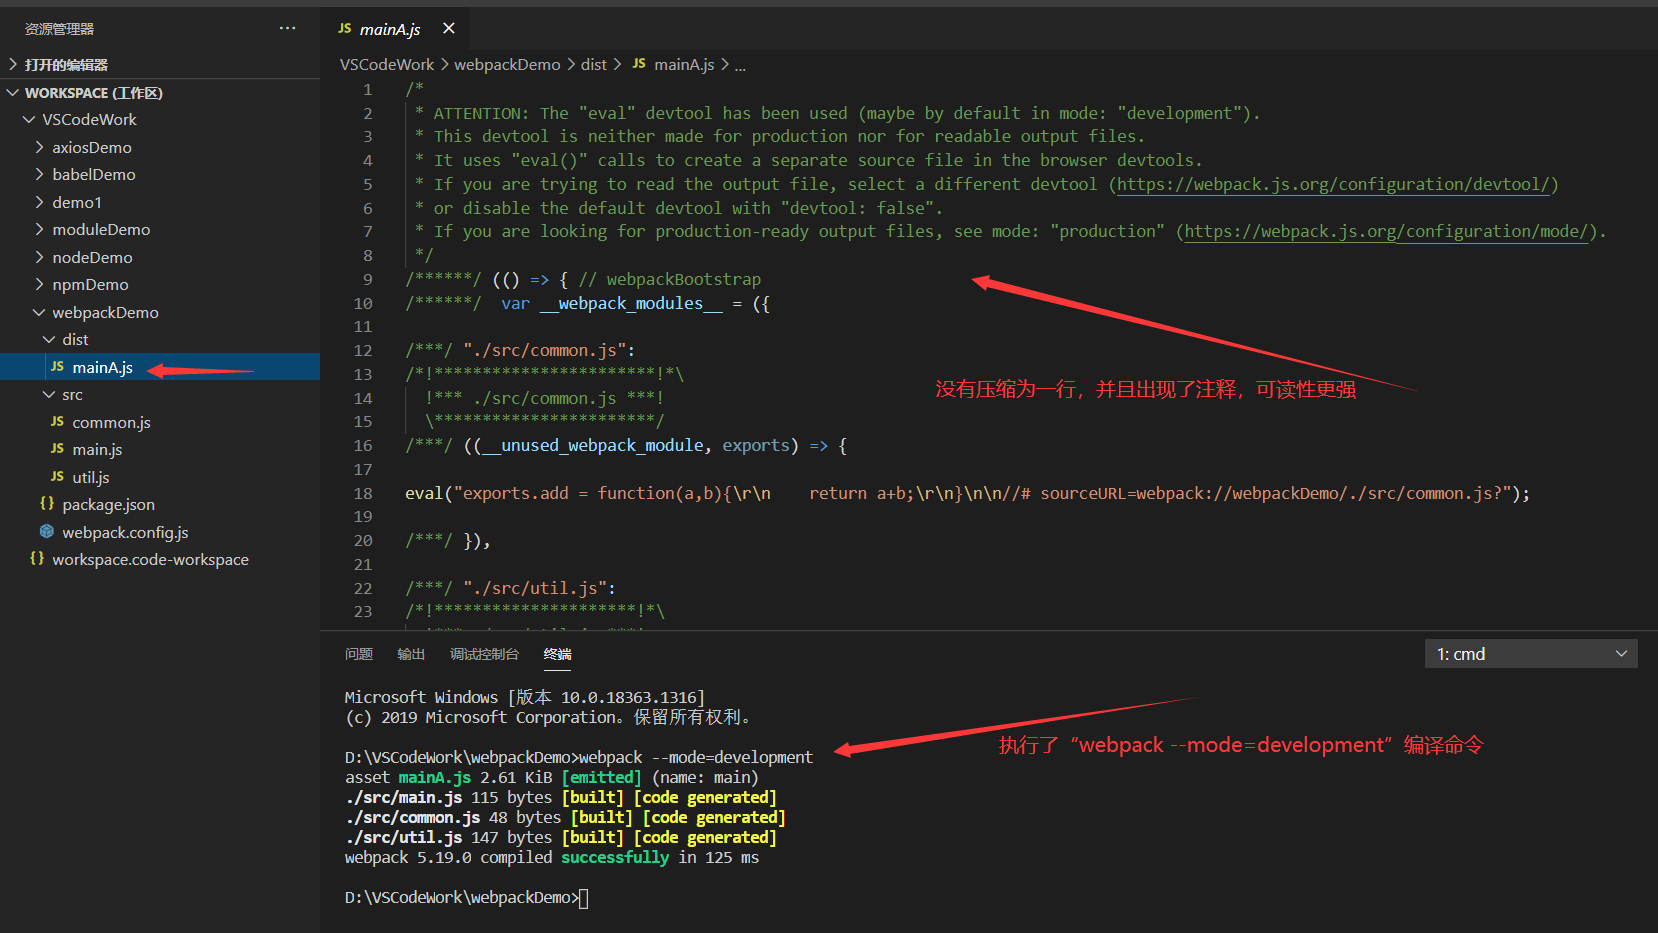 资源管理器
···
打开的编辑器
WORKSPACE (工作区)
VSCodeWork
axiosDemo
babelDemo
demo1
moduleDemo
nodeDemo
npmDemo
webpackDemo
dist
JS mainA.js
src
JS common.js
JS main.js
JS util.js
{} package.json
webpack.config.js
{} workspace.code-workspace
JS mainA.js ×
VSCodeWork > webpackDemo > dist > JS mainA.js > ...
1 /*
2 * ATTENTION: The "eval" devtool has been used (maybe by default in mode: "development").
3 * This devtool is neither made for production nor for readable output files.
4 * It uses "eval()" calls to create a separate source file in the browser devtools.
5 * If you are trying to read the output file, select a different devtool (https://webpack.js.org/configuration/devtool/)
6 * or disable the default devtool with "devtool: false".
7 * If you are looking for production-ready output files, see mode: "production" (https://webpack.js.org/configuration/mode/).
8 */
9 /******/ (() => { // webpackBootstrap
10 /******/ var __webpack_modules__ = ({
11
12 /***/ "./src/common.js":
13 /*!***********************!*\
14 !*** ./src/common.js ***!
15 \***********************/
16 /***/ ((__unused_webpack_module, exports) => {
17
18 eval("exports.add = function(a,b){\r\n    return a+b;\r\n}\n\n//# sourceURL=webpack://webpackDemo/./src/common.js?");
19
20 /***/ }),
21
22 /***/ "./src/util.js":
23 /*!*********************!*\
没有压缩为一行，并且出现了注释，可读性更强
问题 输出 调试控制台 终端
1: cmd
Microsoft Windows [版本 10.0.18363.1316]
(c) 2019 Microsoft Corporation。保留所有权利。
D:\VSCodeWork\webpackDemo>webpack --mode=development
asset mainA.js 2.61 KiB [emitted] (name: main)
./src/main.js 115 bytes [built] [code generated]
./src/common.js 48 bytes [built] [code generated]
./src/util.js 147 bytes [built] [code generated]
webpack 5.19.0 compiled successfully in 125 ms
D:\VSCodeWork\webpackDemo>
执行了“webpack --mode=development”编译命令